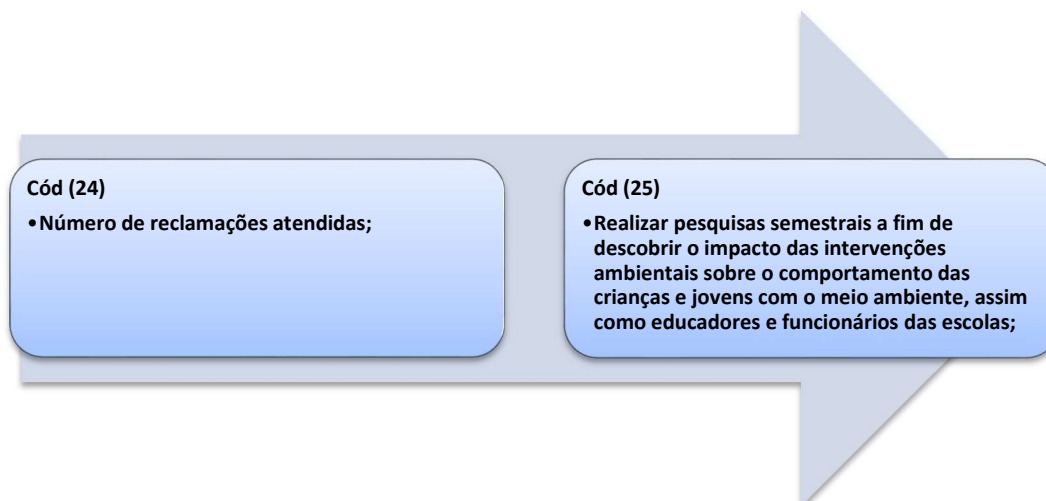 Cód (24)
•Número de reclamações atendidas;
Cód (25)
•Realizar pesquisas semestrais a fim de
descobrir o impacto das intervenções
ambientais sobre o comportamento das
crianças e jovens com o meio ambiente, assim
como educadores e funcionários das escolas;